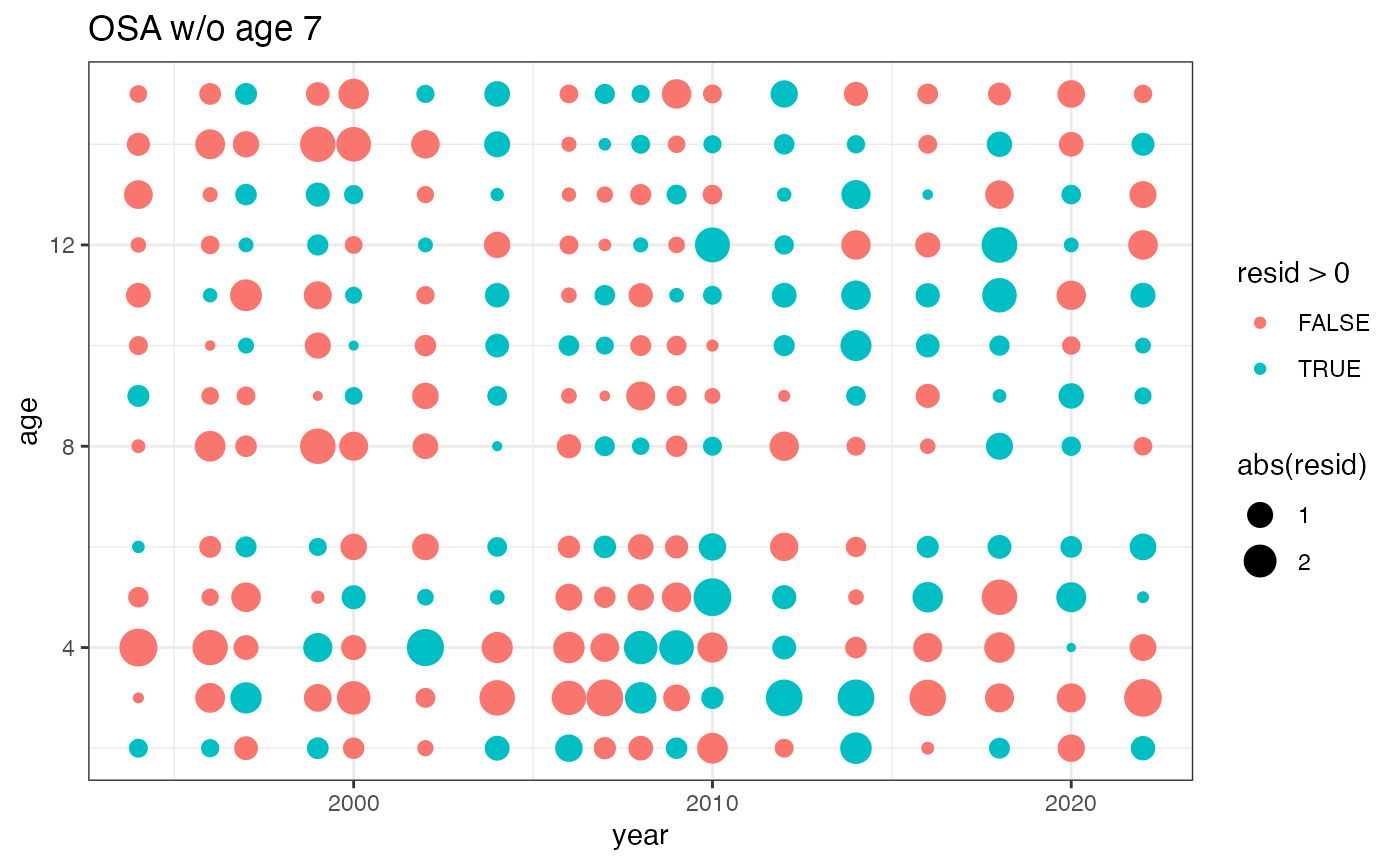 OSA w/o age 7
12
8
4
age
2000
2010
2020
year
resid > 0
FALSE
TRUE
abs(resid)
1
2